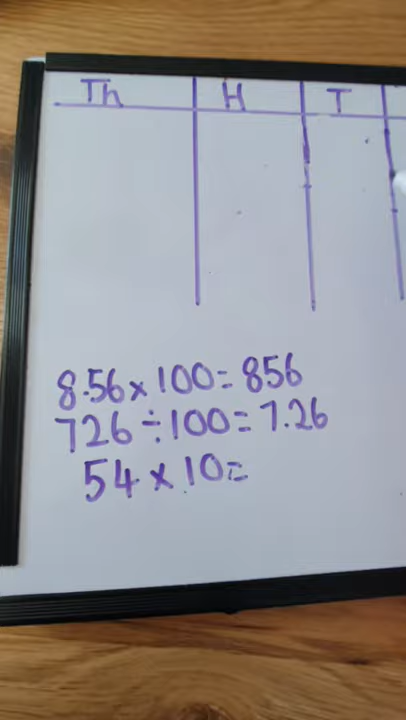 Th H T
8.56 × 100 = 856
726 ÷ 100 = 7.26
54 × 10 =